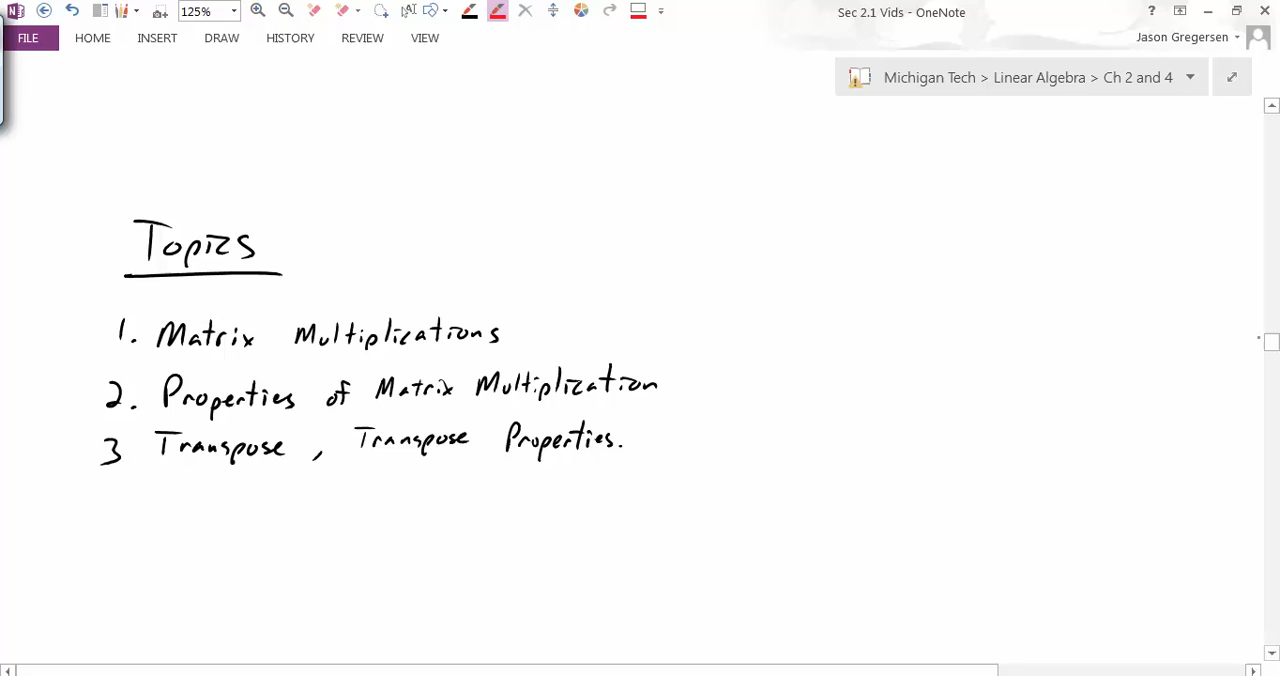 125%
Sec 2.1 Vids - OneNote
?
FILE HOME INSERT DRAW HISTORY REVIEW VIEW
Jason Gregersen
Michigan Tech > Linear Algebra > Ch 2 and 4
Topics
1. Matrix Multiplications
2. Properties of Matrix Multiplication
3 Transpose, Transpose Properties.